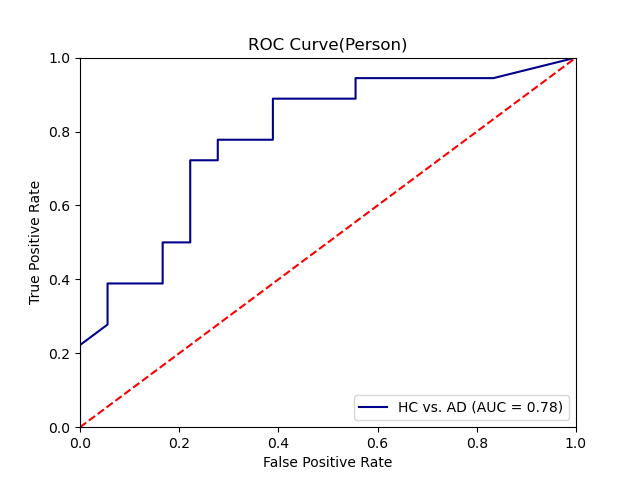 ROC Curve(Person)
1.0
0.8
0.6
0.4
0.2
0.0
True Positive Rate
HC vs. AD (AUC = 0.78)
0.0 0.2 0.4 0.6 0.8 1.0
False Positive Rate